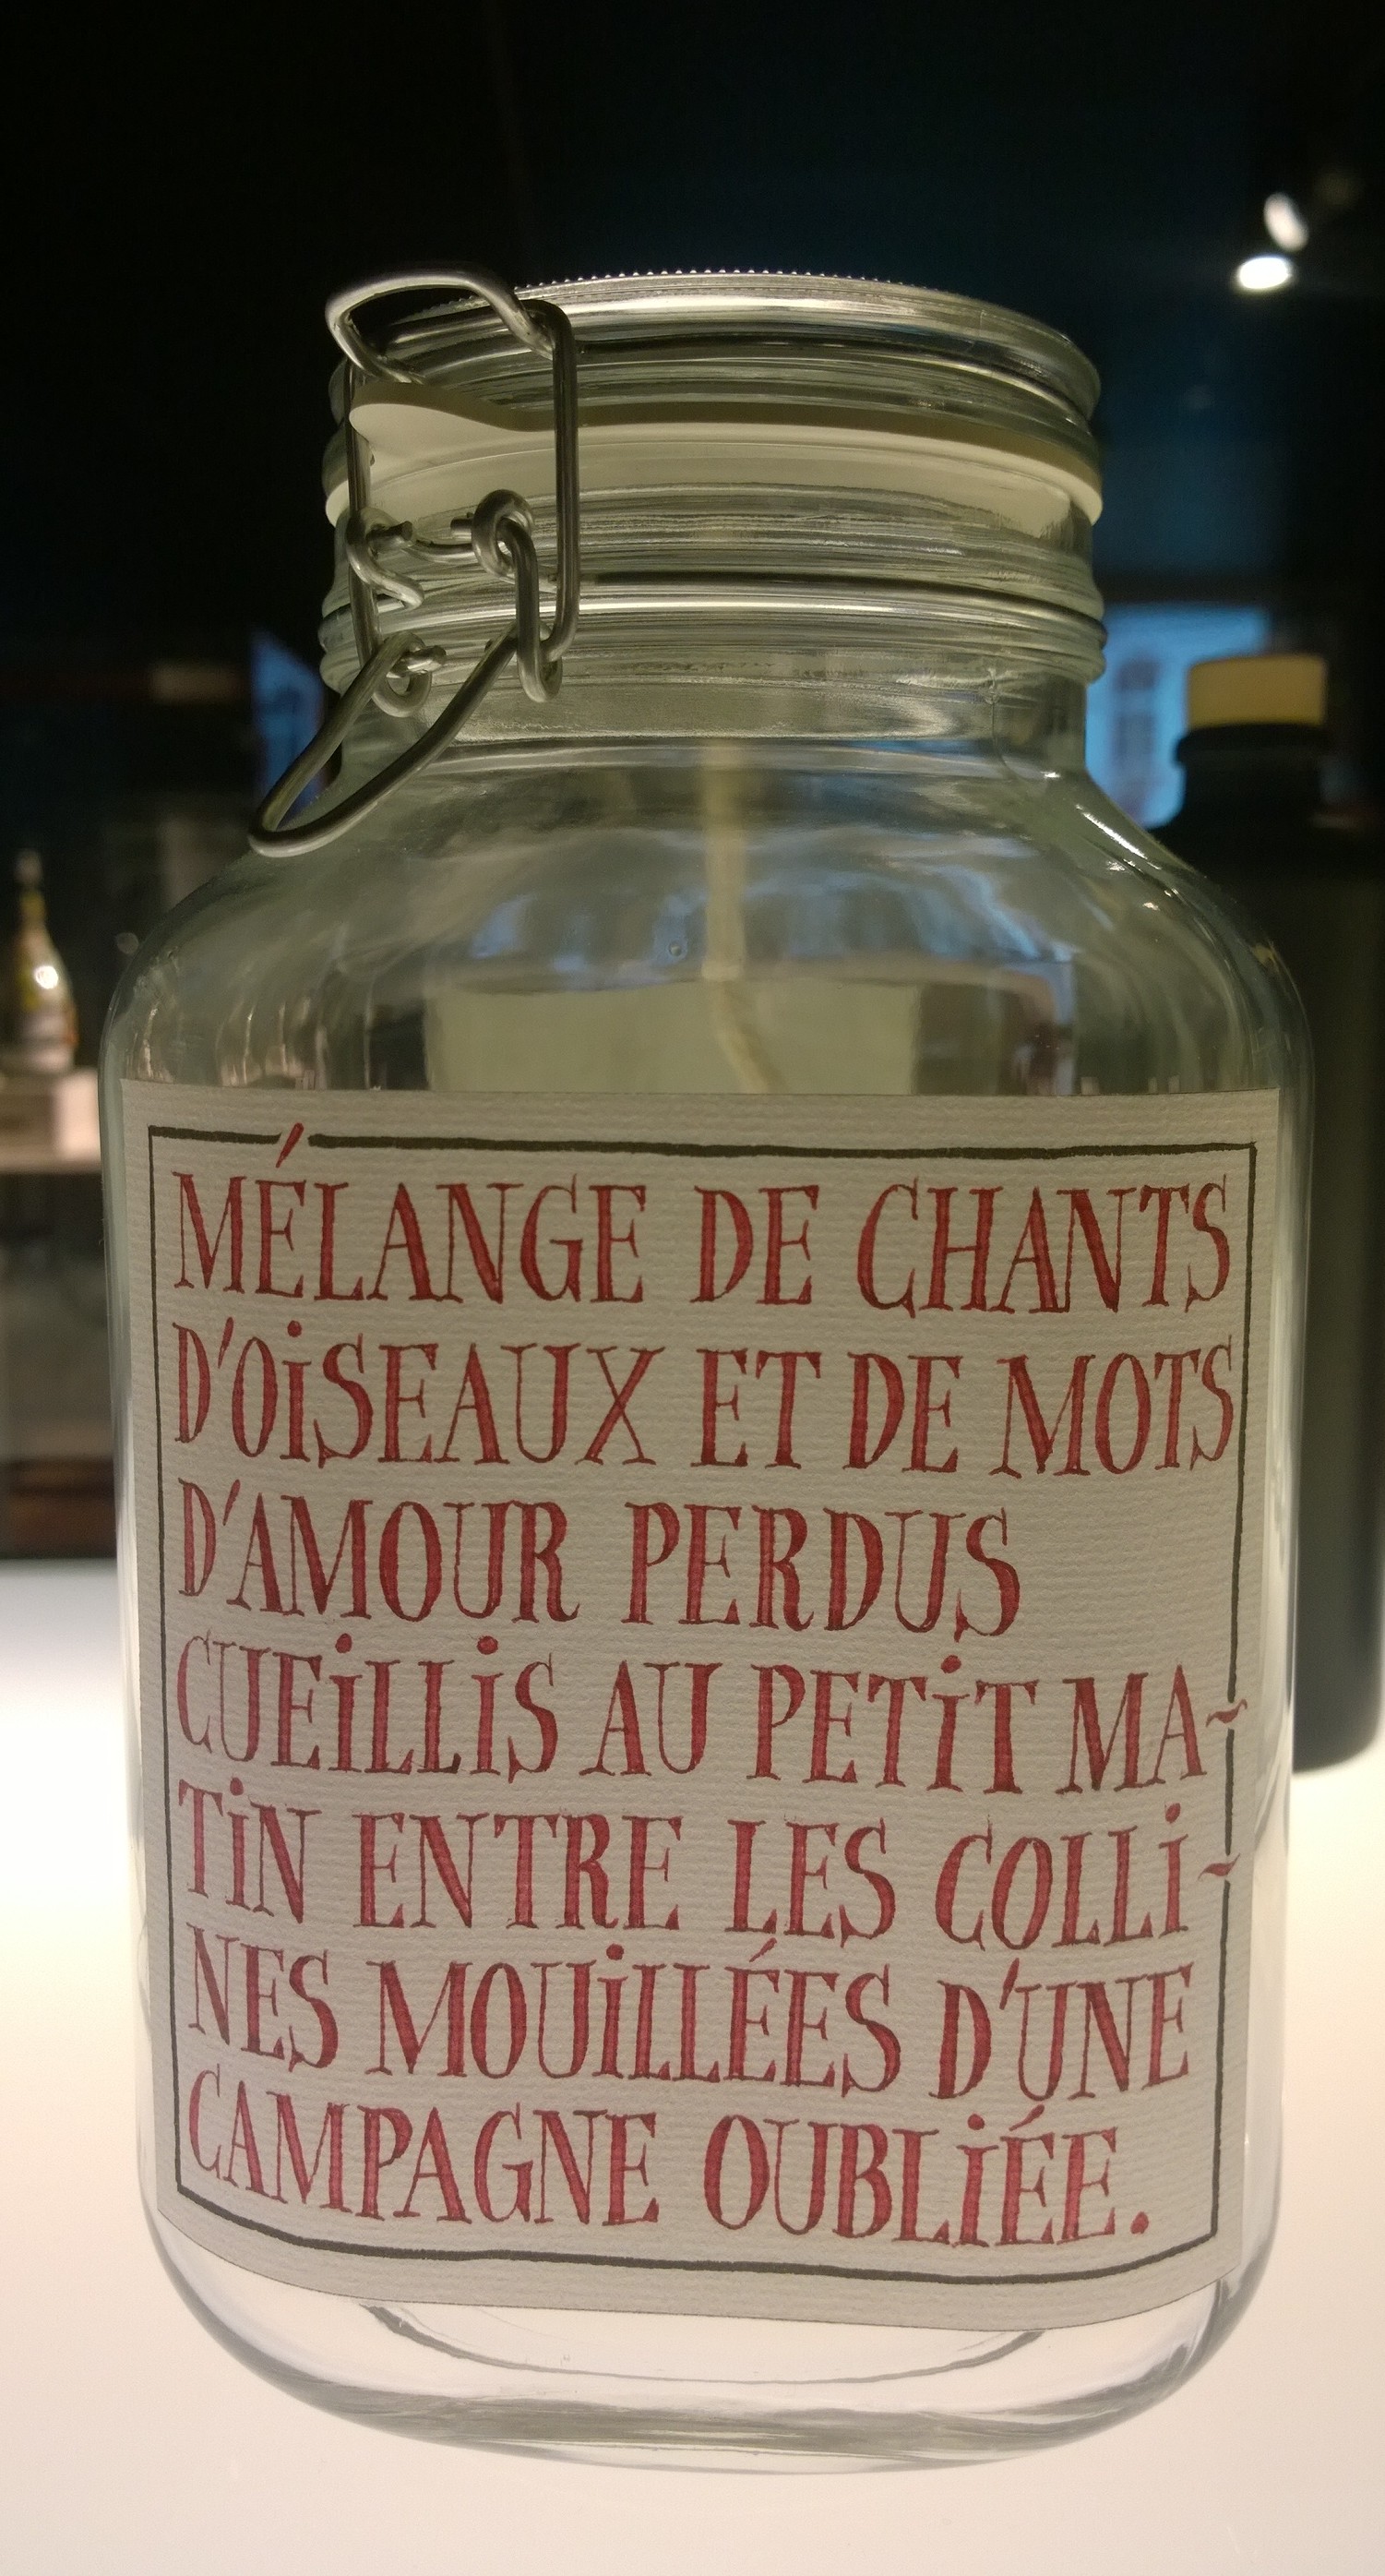 MÉLANGE DE CHANTS
D'OiSEAUX ET DE MOTS
D'AMOUR PERDUS
CUEiLLiS AU PETiT MA-
TiN ENTRE LES COLLi-
NES MOUiLLÉES D'UNE
CAMPAGNE OUBLiÉE.